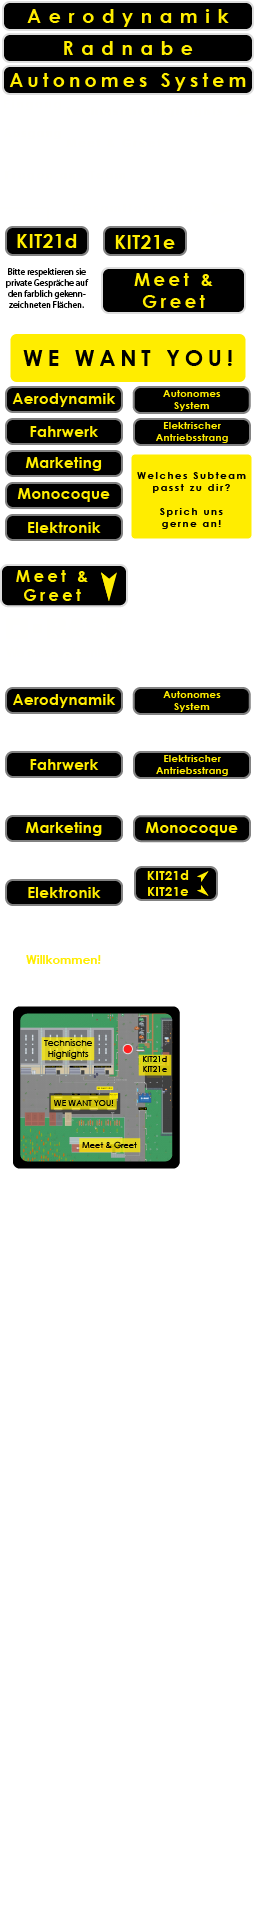 Aerodynamik
Radnabe
Autonomes System
KIT21d
KIT21e
Bitte respektieren sie
private Gespräche auf
den farblich gekenn-
zeichneten Flächen.
Meet &
Greet
WE WANT YOU!
Aerodynamik
Autonomes
System
Fahrwerk
Elektrischer
Antriebsstrang
Marketing
Monocoque
Elektronik
Welches Subteam
passt zu dir?
Sprich uns
gerne an!
Meet &
Greet
Aerodynamik
Autonomes
System
Fahrwerk
Elektrischer
Antriebsstrang
Marketing
Monocoque
Elektronik
KIT21d
KIT21e
Willkommen!
Technische
Highlights
KIT21d
KIT21e
WE WANT YOU!
Meet & Greet